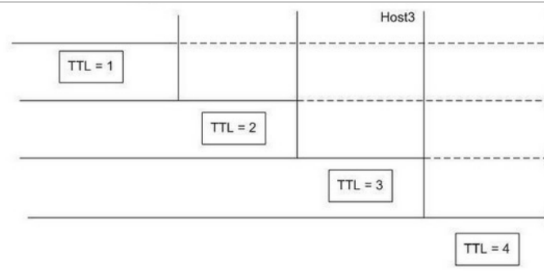 Host3
TTL = 1
TTL = 2
TTL = 3
TTL = 4